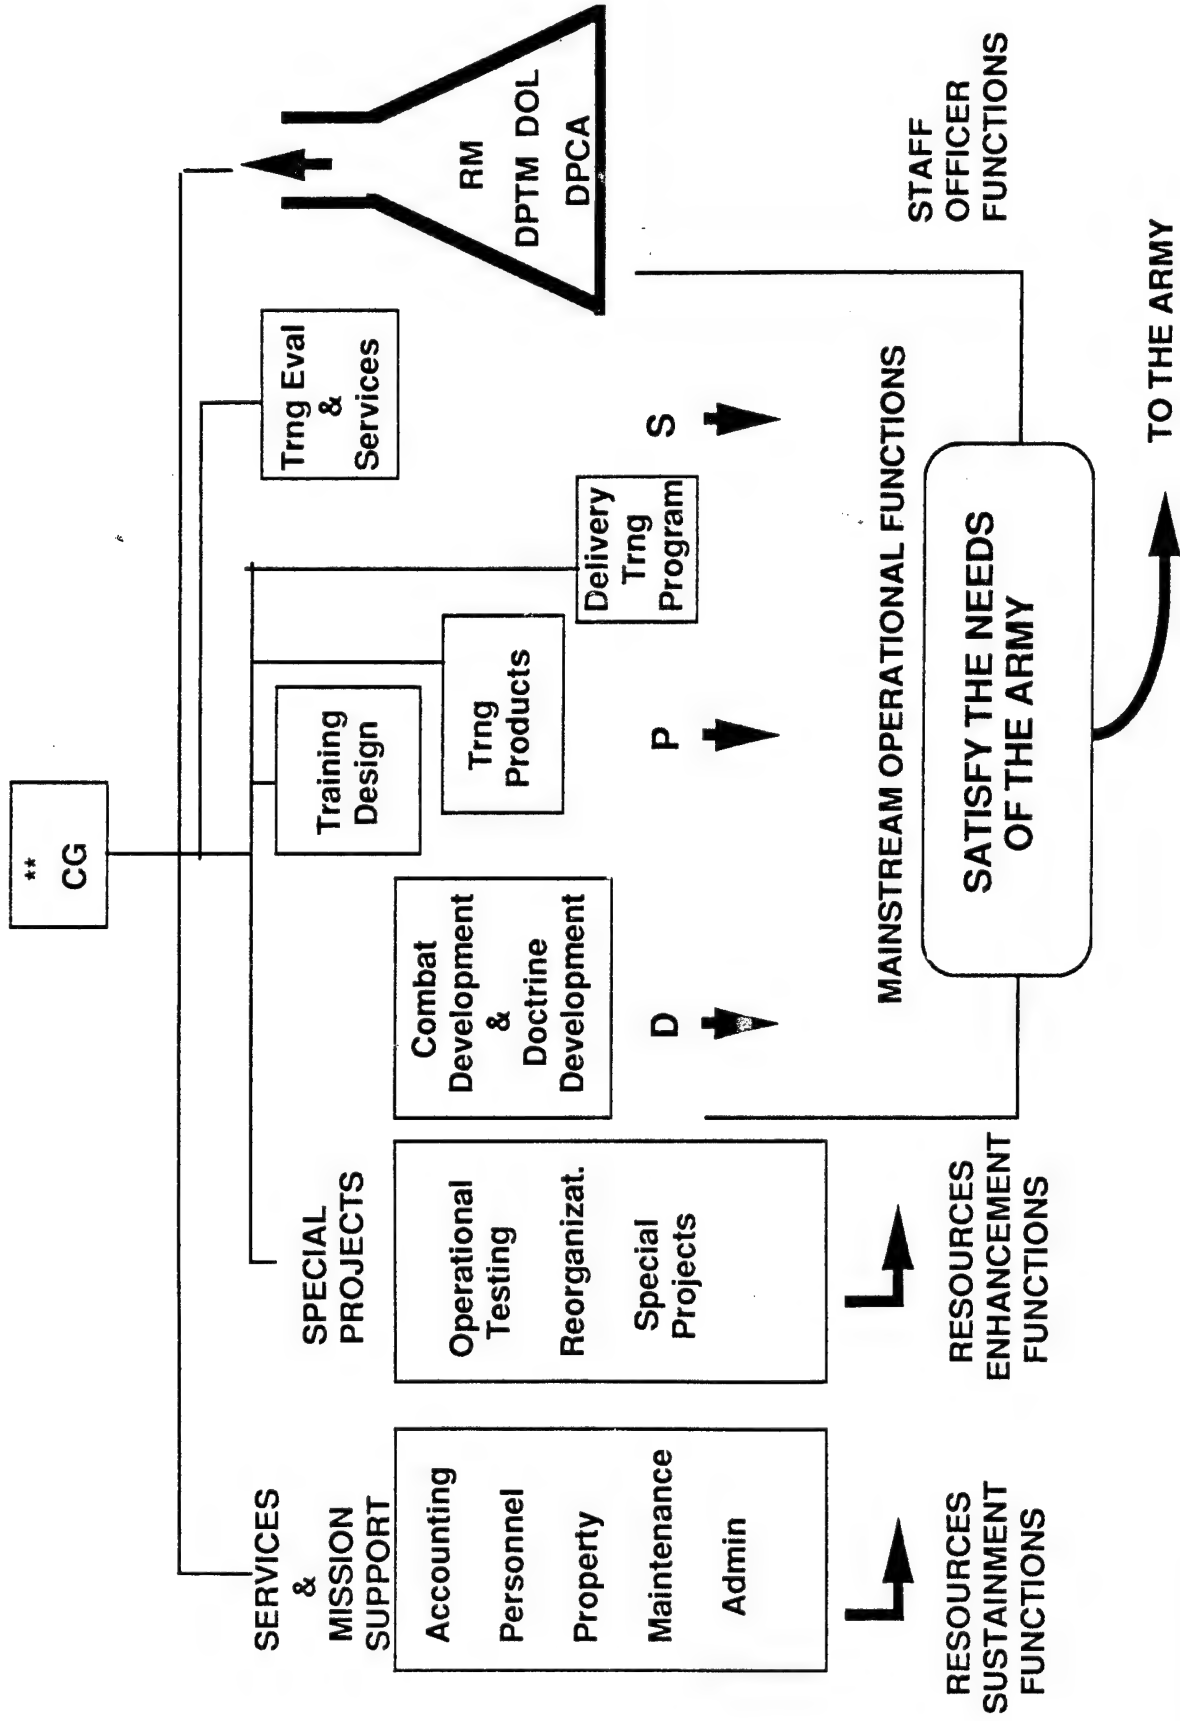 **
CG
SERVICES
&
MISSION
SUPPORT
Accounting
Personnel
Property
Maintenance
Admin
RESOURCES
SUSTAINMENT
FUNCTIONS
SPECIAL
PROJECTS
Operational
Testing
Reorganizat.
Special
Projects
RESOURCES
ENHANCEMENT
FUNCTIONS
Combat
Development
&
Doctrine
Development
D
Training
Design
Trng
Products
P
Delivery
Trng
Program
Trng Eval
&
Services
S
RM
DPTM DOL
DPCA
STAFF
OFFICER
FUNCTIONS
MAINSTREAM OPERATIONAL FUNCTIONS
SATISFY THE NEEDS
OF THE ARMY
TO THE ARMY